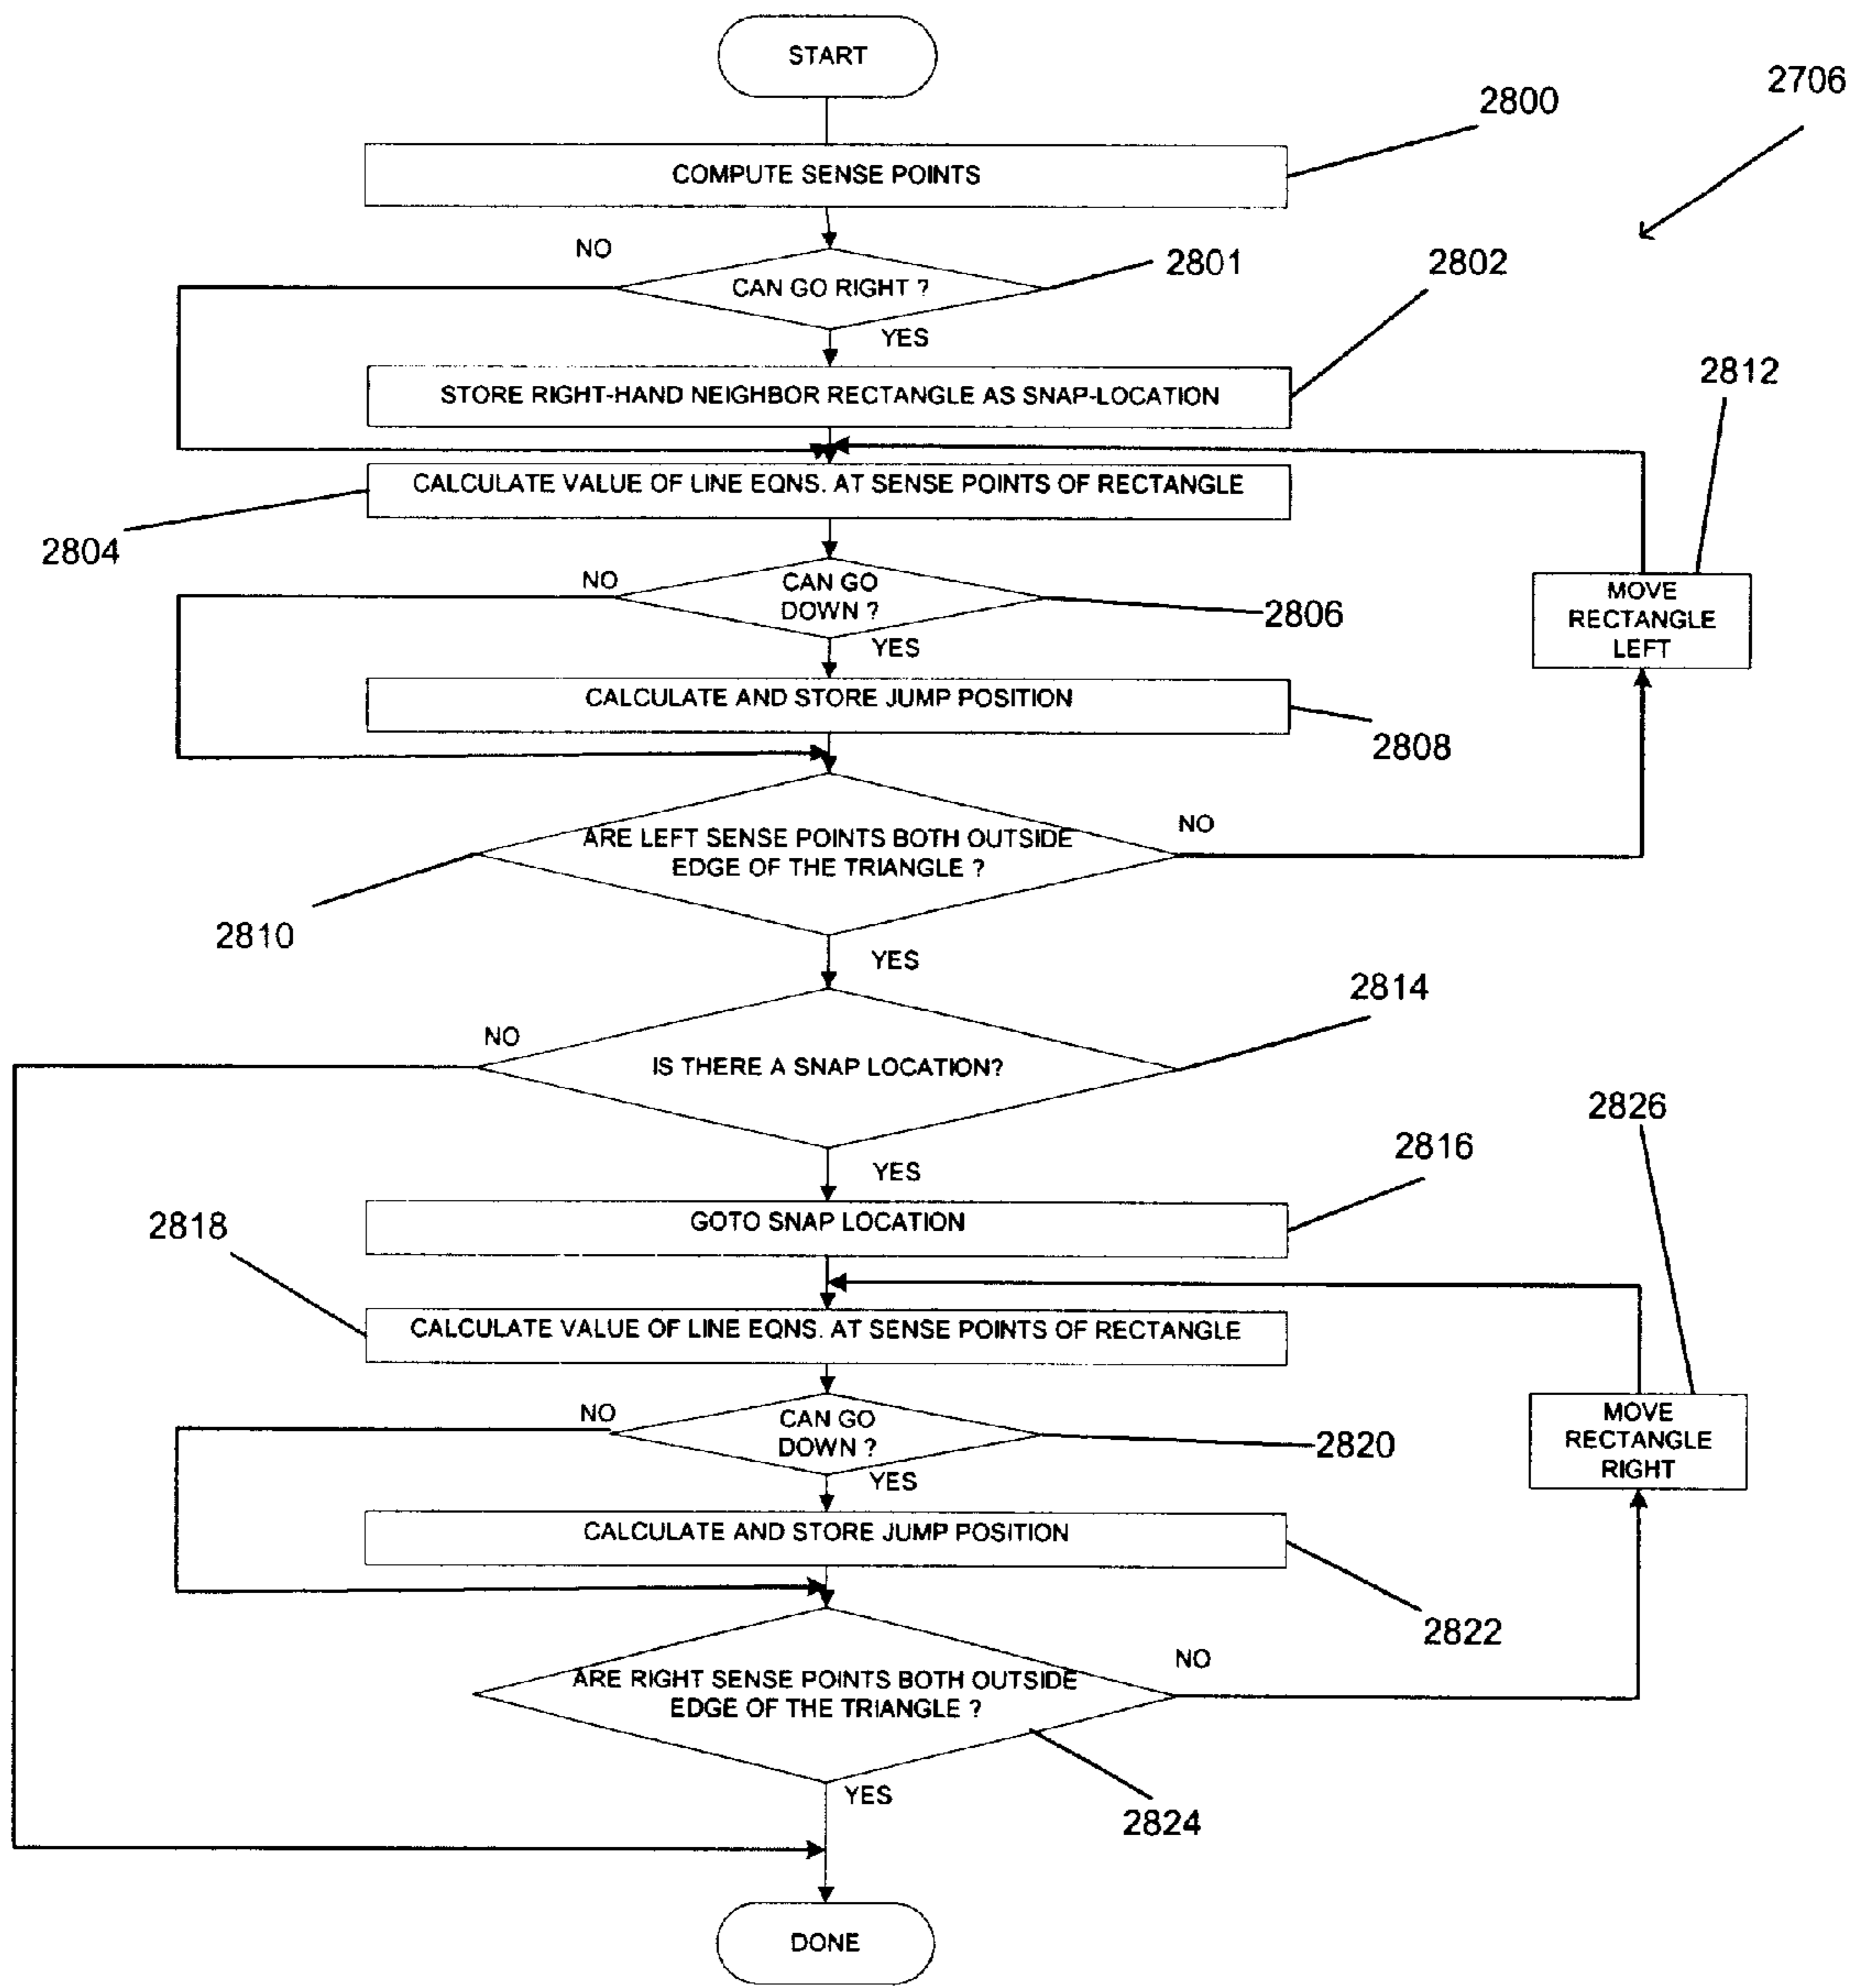 START
2706
2800
COMPUTE SENSE POINTS
NO
CAN GO RIGHT ?
2801
2802
YES
STORE RIGHT-HAND NEIGHBOR RECTANGLE AS SNAP-LOCATION
2812
CALCULATE VALUE OF LINE EQNS. AT SENSE POINTS OF RECTANGLE
2804
NO
CAN GO
DOWN ?
2806
MOVE
RECTANGLE
LEFT
YES
CALCULATE AND STORE JUMP POSITION
2808
ARE LEFT SENSE POINTS BOTH OUTSIDE
EDGE OF THE TRIANGLE ?
NO
2810
YES
2814
NO
IS THERE A SNAP LOCATION?
2826
2816
YES
GOTO SNAP LOCATION
2818
CALCULATE VALUE OF LINE EQNS. AT SENSE POINTS OF RECTANGLE
NO
CAN GO
DOWN ?
2820
MOVE
RECTANGLE
RIGHT
YES
CALCULATE AND STORE JUMP POSITION
2822
ARE RIGHT SENSE POINTS BOTH OUTSIDE
EDGE OF THE TRIANGLE ?
NO
YES
2824
DONE